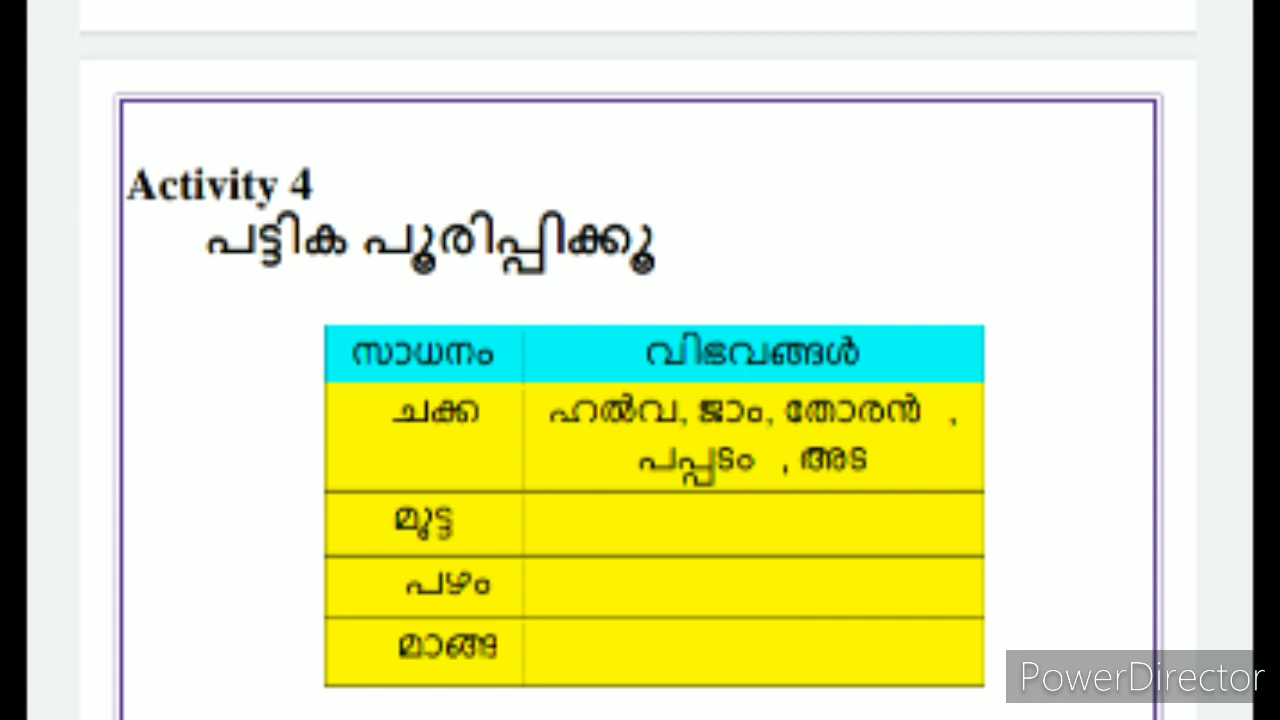 Activity 4
പട്ടിക പൂരിപ്പിക്കൂ
സാധനം വിഭവങ്ങൾ
ചക്ക ഹൽവ, ജാം, തോരൻ ,
പപ്പടം , അട
മുട്ട
പഴം
മാങ്ങ
PowerDirector